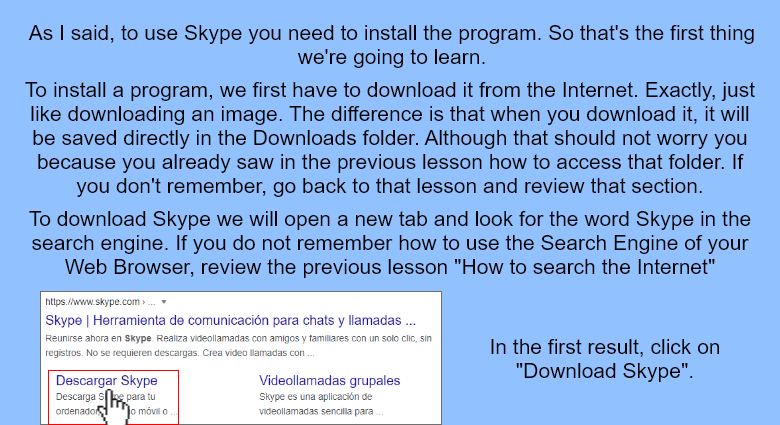 As I said, to use Skype you need to install the program. So that's the first thing
we're going to learn.
To install a program, we first have to download it from the Internet. Exactly, just
like downloading an image. The difference is that when you download it, it will
be saved directly in the Downloads folder. Although that should not worry you
because you already saw in the previous lesson how to access that folder. If
you don't remember, go back to that lesson and review that section.
To download Skype we will open a new tab and look for the word Skype in the
search engine. If you do not remember how to use the Search Engine of your
Web Browser, review the previous lesson "How to search the Internet"
https://www.skype.com › ...
Skype | Herramienta de comunicación para chats y llamadas ...
Reunirse ahora en Skype. Realiza videollamadas con amigos y familiares con un solo clic, sin
registros. No se requieren descargas. Crea video llamadas con ...
Descargar Skype
Descarga para tu
móvil o ...
Videollamadas grupales
Skype es una aplicación de
videollamadas sencilla para ...
In the first result, click on
"Download Skype".